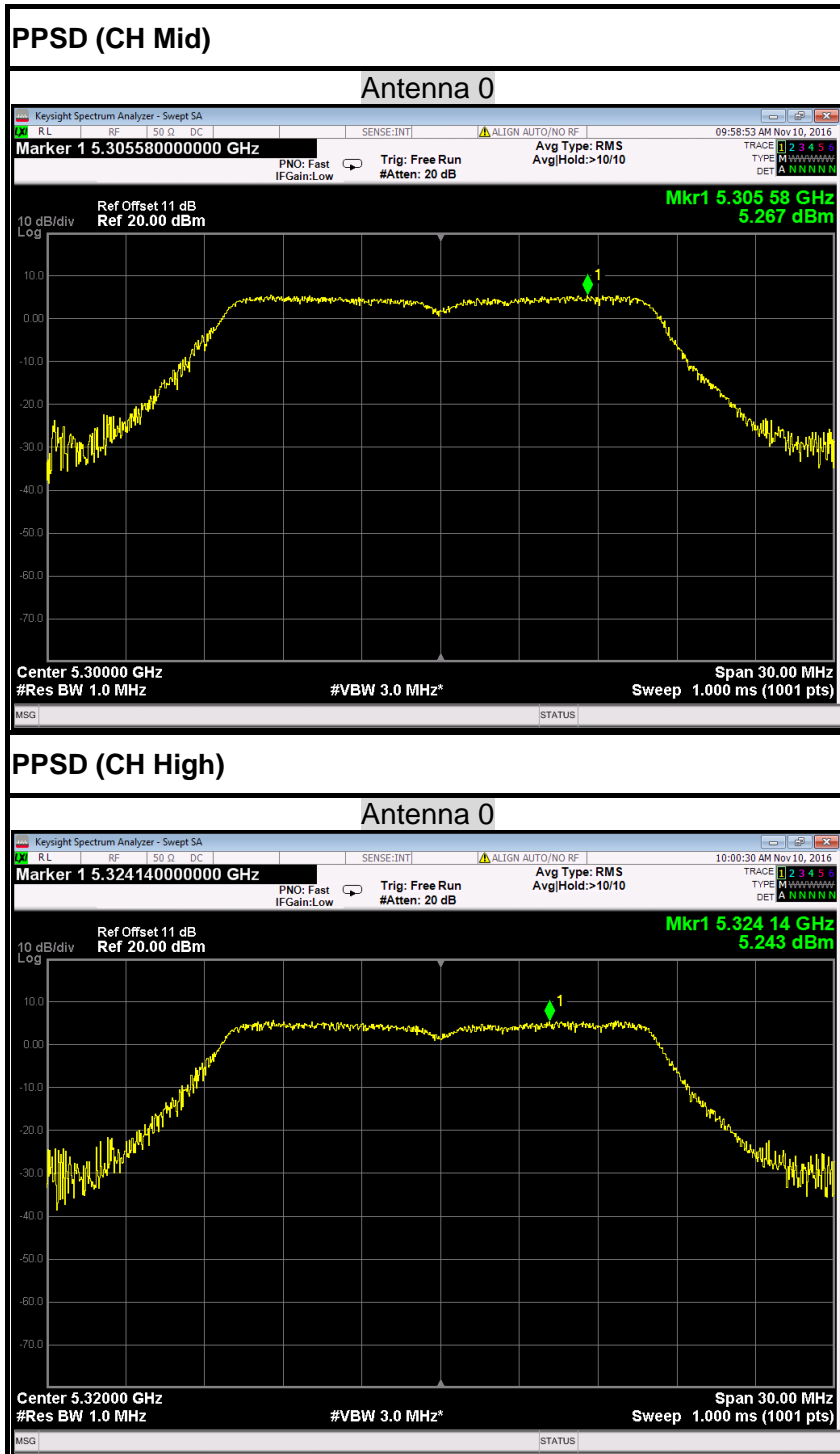 PPSD (CH Mid)
Antenna 0
Keysight Spectrum Analyzer - Swept SA
LXI RL RF 50 Ω DC SENSE:INT ALIGN AUTO/NO RF 09:58:53 AM Nov 10, 2016
Marker 1 5.305580000000 GHz Avg Type: RMS TRACE 1 2 3 4 5 6
PNO: Fast Trig: Free Run Avg|Hold:>10/10 TYPE M WWWWW
IFGain:Low #Atten: 20 dB DET A N N N N N
Mkr1 5.305 58 GHz
Ref Offset 11 dB
10 dB/div Ref 20.00 dBm 5.267 dBm
Log
1
10.0
0.00
-10.0
-20.0
-30.0
-40.0
-50.0
-60.0
-70.0
Center 5.30000 GHz Span 30.00 MHz
#Res BW 1.0 MHz #VBW 3.0 MHz* Sweep 1.000 ms (1001 pts)
MSG STATUS
PPSD (CH High)
Antenna 0
Keysight Spectrum Analyzer - Swept SA
LXI RL RF 50 Ω DC SENSE:INT ALIGN AUTO/NO RF 10:00:30 AM Nov 10, 2016
Marker 1 5.324140000000 GHz Avg Type: RMS TRACE 1 2 3 4 5 6
PNO: Fast Trig: Free Run Avg|Hold:>10/10 TYPE M WWWWW
IFGain:Low #Atten: 20 dB DET A N N N N N
Mkr1 5.324 14 GHz
Ref Offset 11 dB
10 dB/div Ref 20.00 dBm 5.243 dBm
Log
1
10.0
0.00
-10.0
-20.0
-30.0
-40.0
-50.0
-60.0
-70.0
Center 5.32000 GHz Span 30.00 MHz
#Res BW 1.0 MHz #VBW 3.0 MHz* Sweep 1.000 ms (1001 pts)
MSG STATUS